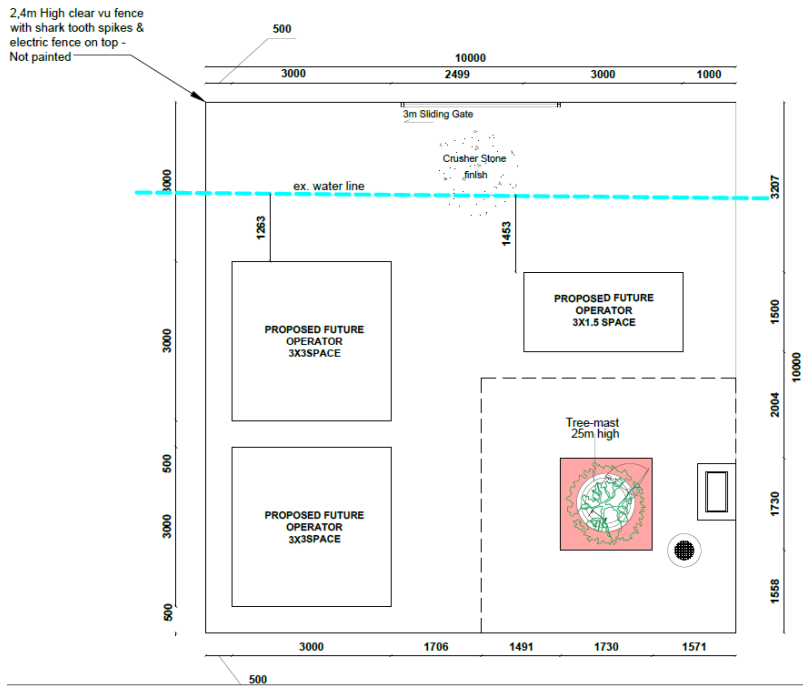 2,4m High clear vu fence
with shark tooth spikes &
electric fence on top -
Not painted
500
10000
3000
2499
3000
1000
3m Sliding Gate
Crusher Stone
finish
ex. water line
3000
3207
1263
1453
PROPOSED FUTURE
OPERATOR
3X3SPACE
PROPOSED FUTURE
OPERATOR
3X1.5 SPACE
3000
1500
10000
2004
Tree-mast
25m high
500
PROPOSED FUTURE
OPERATOR
3X3SPACE
3000
1730
500
1558
3000
1706
1491
1730
1571
500